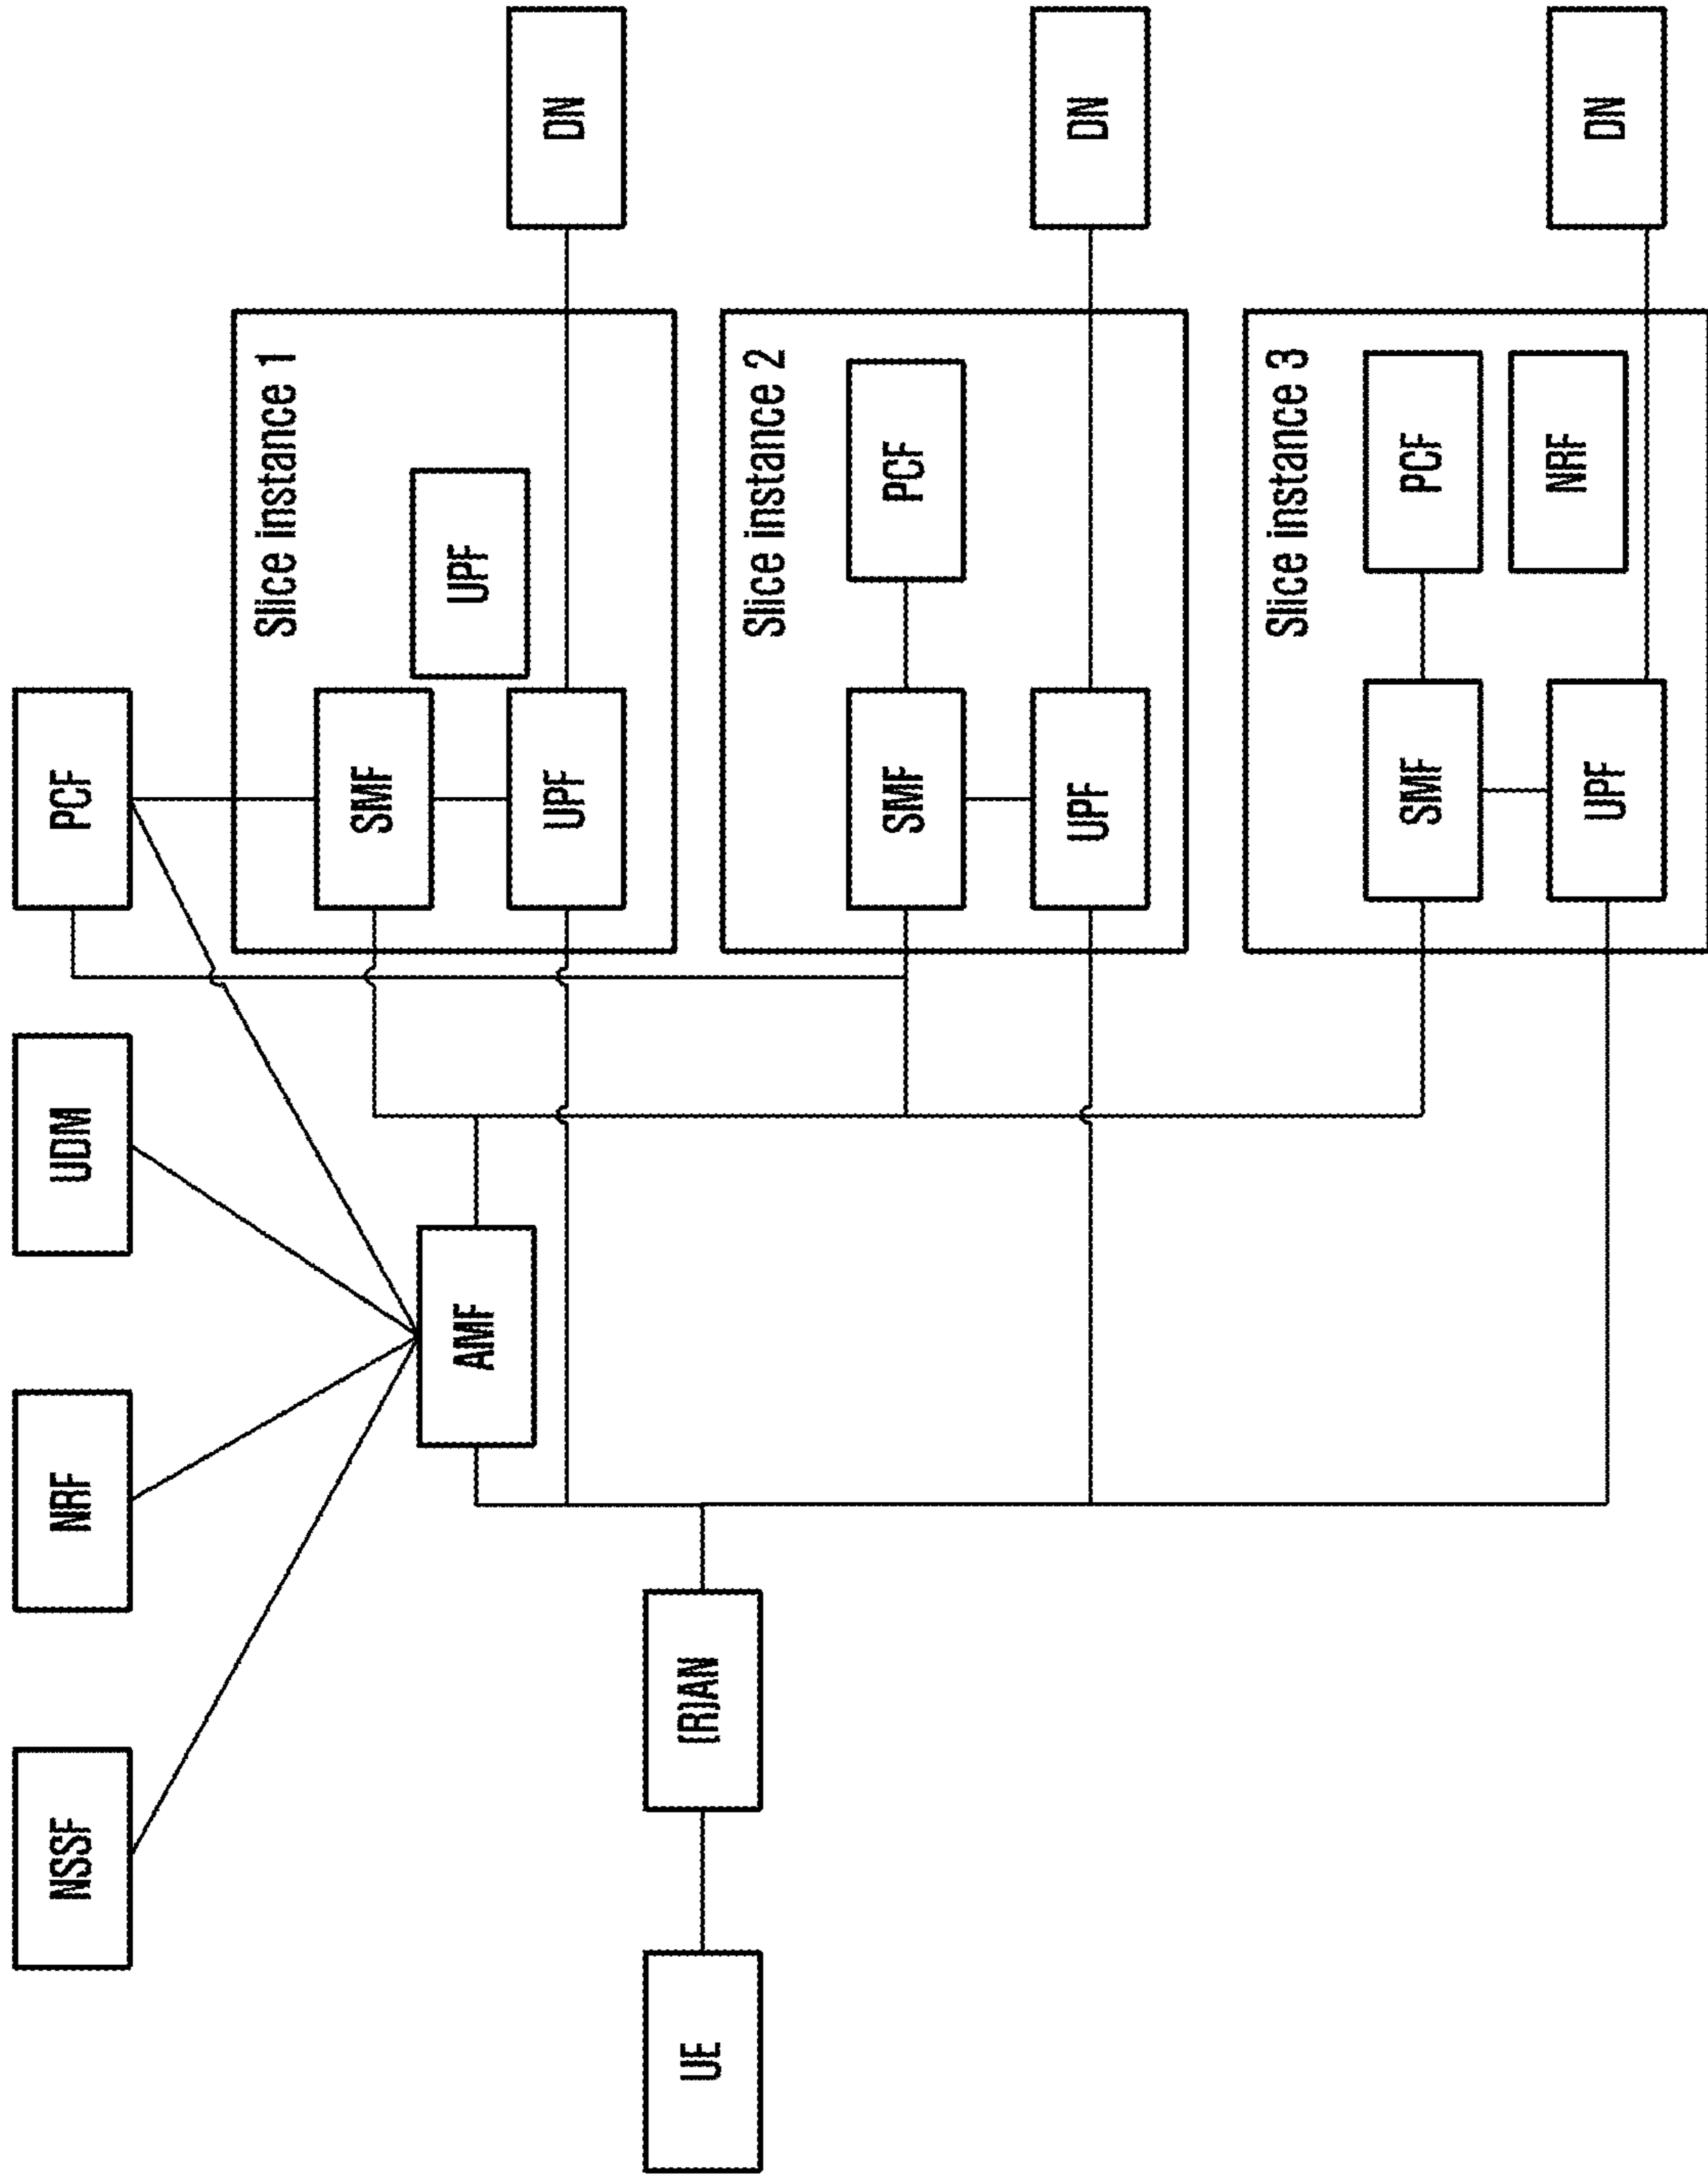 NSSF
NRF
UDM
PCF
Slice instance 1
SMF
AMF
UPF
UPF
DN
UE
(R)AN
Slice instance 2
SMF
PCF
UPF
DN
Slice instance 3
SMF
PCF
NRF
UPF
DN